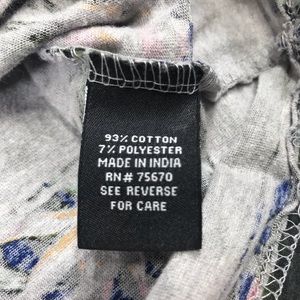 93% COTTON
7% POLYESTER
MADE IN INDIA
RN# 75670
SEE REVERSE
FOR CARE